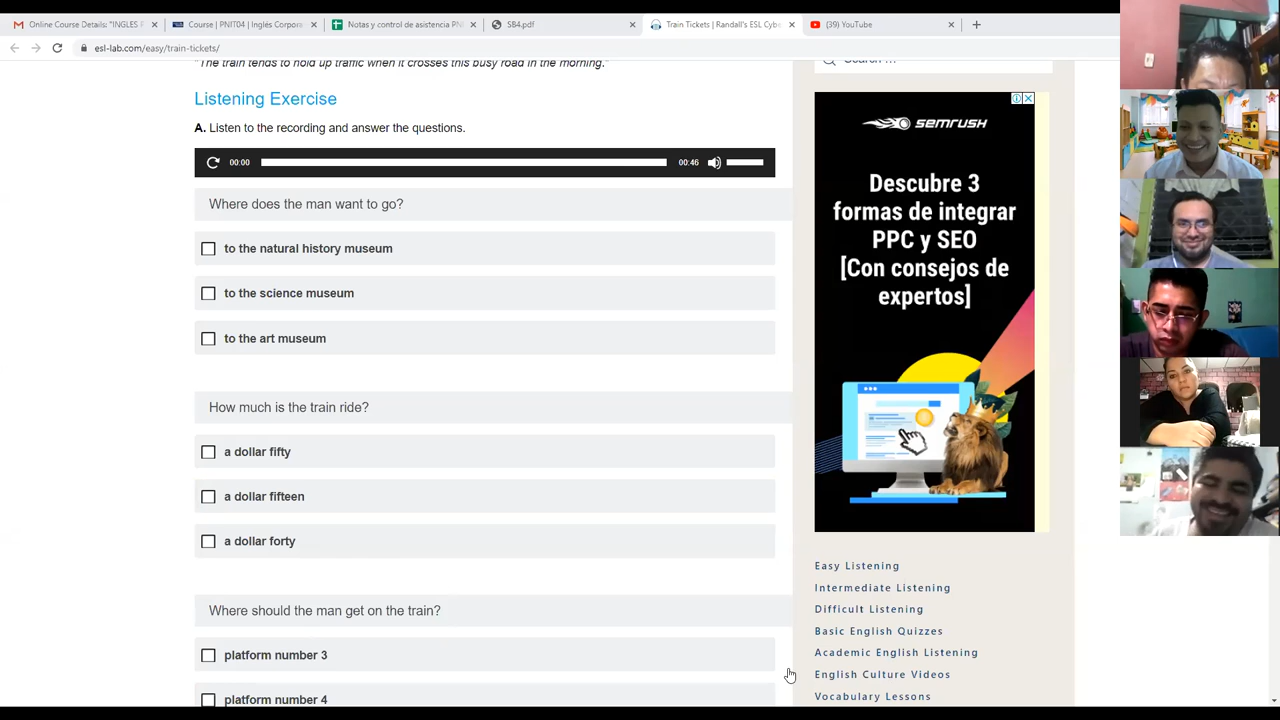 Online Course Details: "INGLES P
Course | PNIT04 | Inglés Corpora
Notas y control de asistencia PNI
SB4.pdf
Train Tickets | Randall's ESL Cybe
(39) YouTube
esl-lab.com/easy/train-tickets/
"The train tends to hold up traffic when it crosses this busy road in the morning."
Search …
Listening Exercise
A. Listen to the recording and answer the questions.
00:00
00:46
Where does the man want to go?
to the natural history museum
to the science museum
to the art museum
How much is the train ride?
a dollar fifty
a dollar fifteen
a dollar forty
Where should the man get on the train?
platform number 3
platform number 4
SEMRUSH
Descubre 3
formas de integrar
PPC y SEO
[Con consejos de
expertos]
Easy Listening
Intermediate Listening
Difficult Listening
Basic English Quizzes
Academic English Listening
English Culture Videos
Vocabulary Lessons